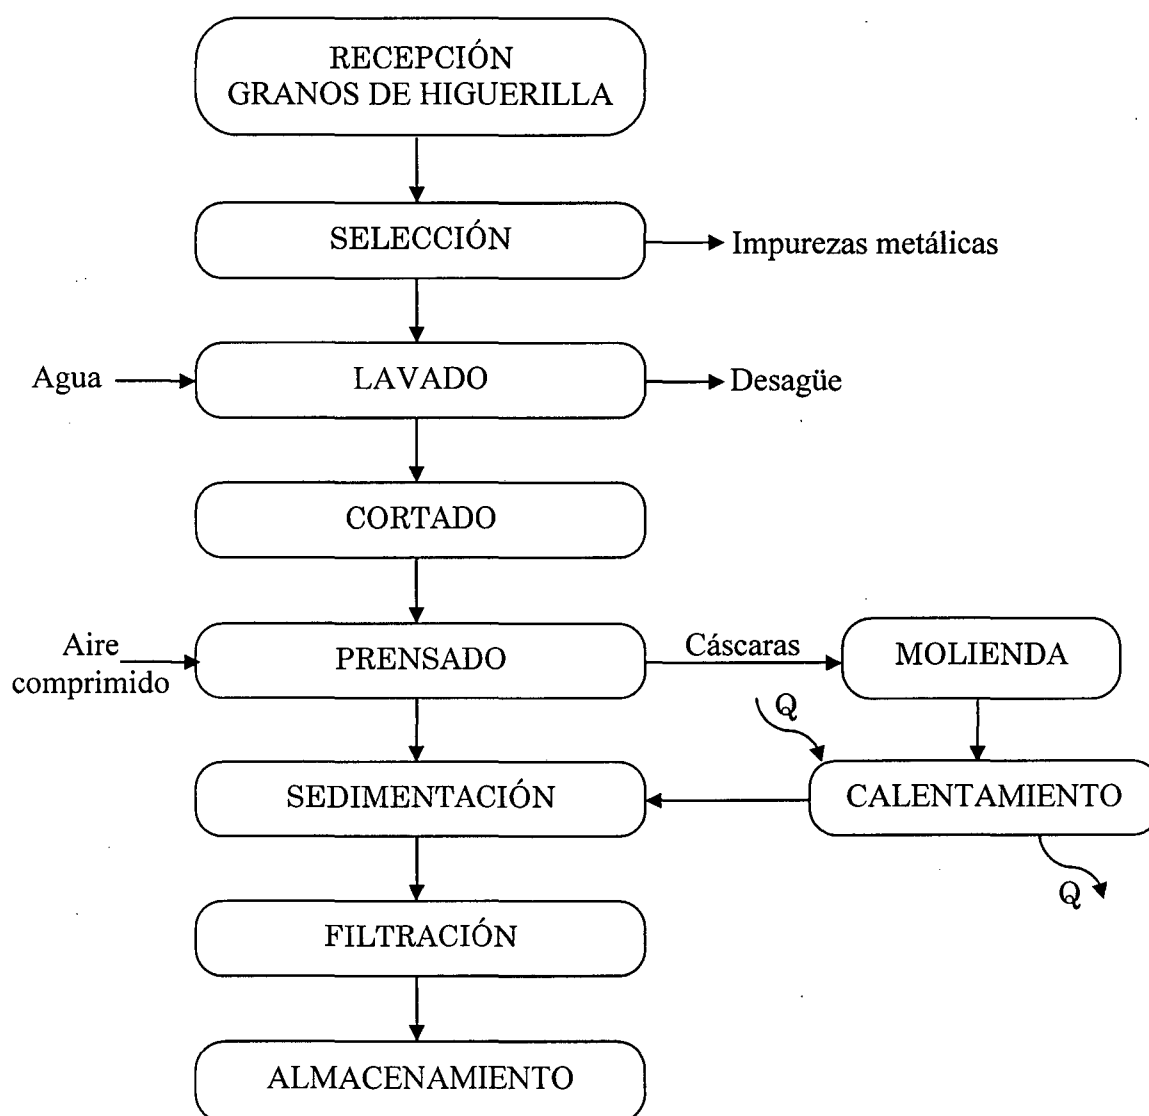 RECEPCIÓN
GRANOS DE HIGUERILLA
SELECCIÓN
Impurezas metálicas
Agua
LAVADO
Desagüe
CORTADO
Aire
comprimido
PRENSADO
Cáscaras
MOLIENDA
Q
SEDIMENTACIÓN
CALENTAMIENTO
Q
FILTRACIÓN
ALMACENAMIENTO